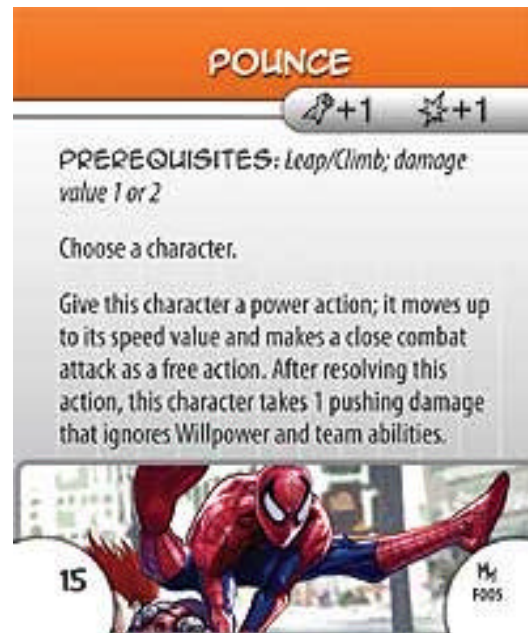 POUNCE
+1 +1
PREREQUISITES: Leap/Climb; damage
value 1 or 2
Choose a character.
Give this character a power action; it moves up
to its speed value and makes a close combat
attack as a free action. After resolving this
action, this character takes 1 pushing damage
that ignores Willpower and team abilities.
15
F005